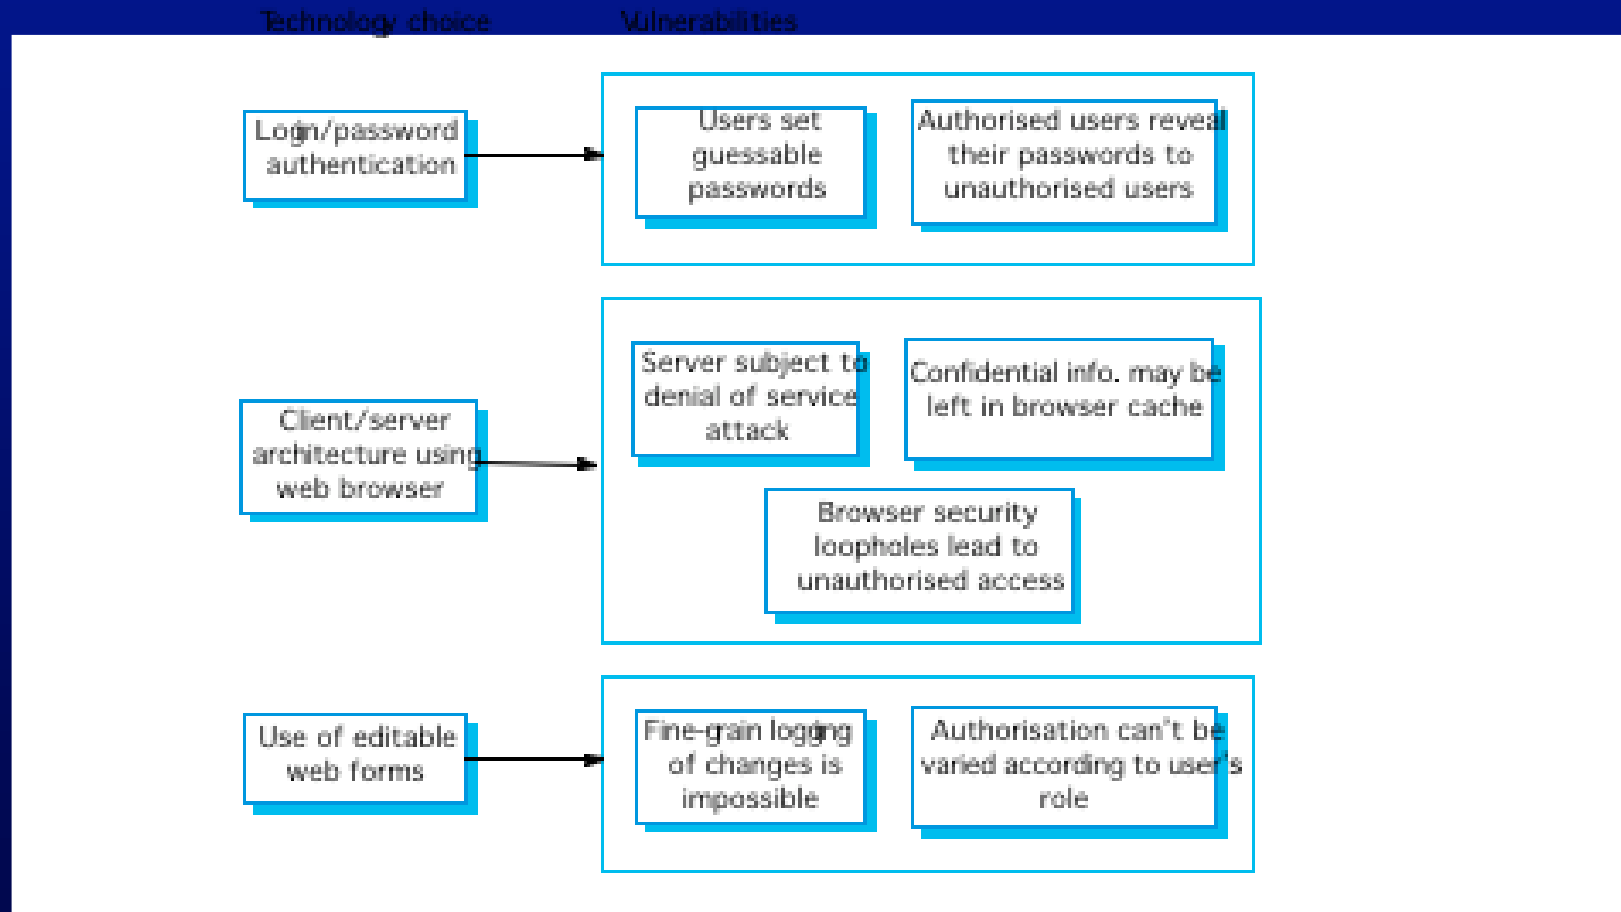 Technology choice
Vulnerabilities
Login/password
authentication
Users set
guessable
passwords
Authorised users reveal
their passwords to
unauthorised users
Client/server
architecture using
web browser
Server subject to
denial of service
attack
Confidential info. may be
left in browser cache
Browser security
loopholes lead to
unauthorised access
Use of editable
web forms
Fine-grain logging
of changes is
impossible
Authorisation can't be
varied according to user's
role